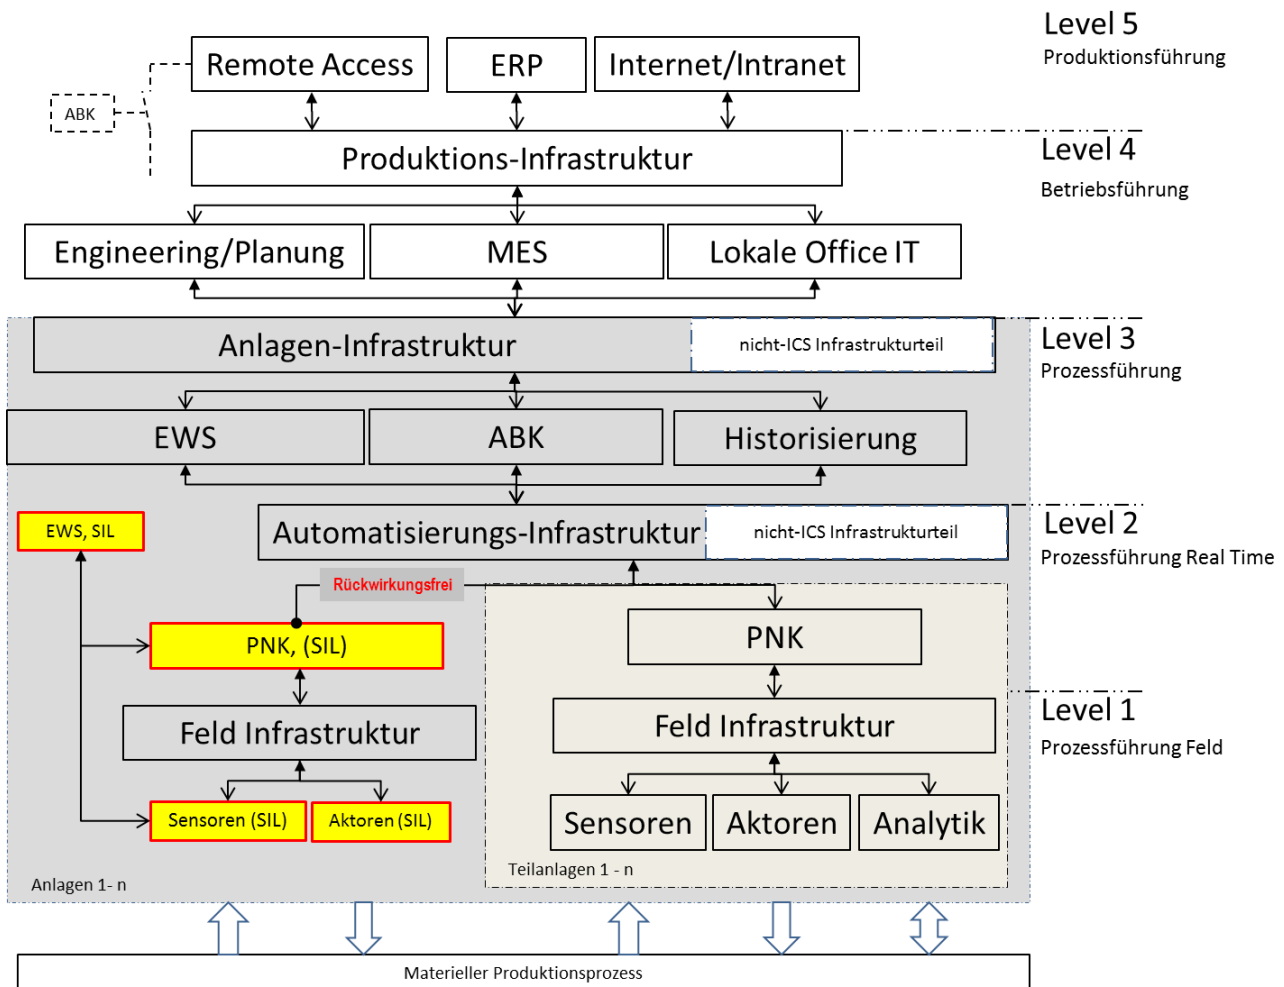 Level 5
Produktionsführung
Remote Access
ERP
Internet/Intranet
ABK
Produktions-Infrastruktur
Level 4
Betriebsführung
Engineering/Planung
MES
Lokale Office IT
Anlagen-Infrastruktur
nicht-ICS Infrastrukturteil
Level 3
Prozessführung
EWS
ABK
Historisierung
EWS, SIL
Automatisierungs-Infrastruktur
nicht-ICS Infrastrukturteil
Level 2
Prozessführung Real Time
Rückwirkungsfrei
PNK, (SIL)
PNK
Feld Infrastruktur
Feld Infrastruktur
Level 1
Prozessführung Feld
Sensoren (SIL)
Aktoren (SIL)
Sensoren
Aktoren
Analytik
Anlagen 1- n
Teilanlagen 1 - n
Materieller Produktionsprozess